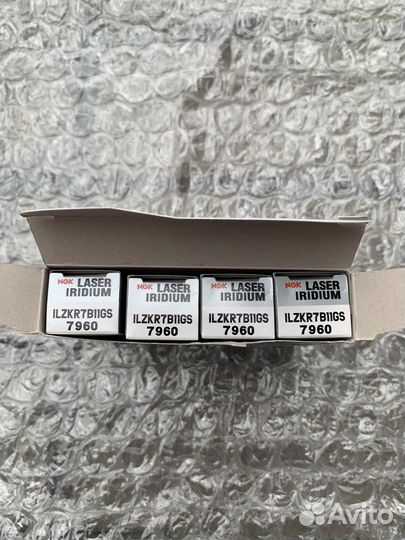 NGK LASER
IRIDIUM
ILZKR7B11GS
7960
NGK LASER
IRIDIUM
ILZKR7B11GS
7960
NGK LASER
IRIDIUM
ILZKR7B11GS
7960
NGK LASER
IRIDIUM
ILZKR7B11GS
7960
Avito